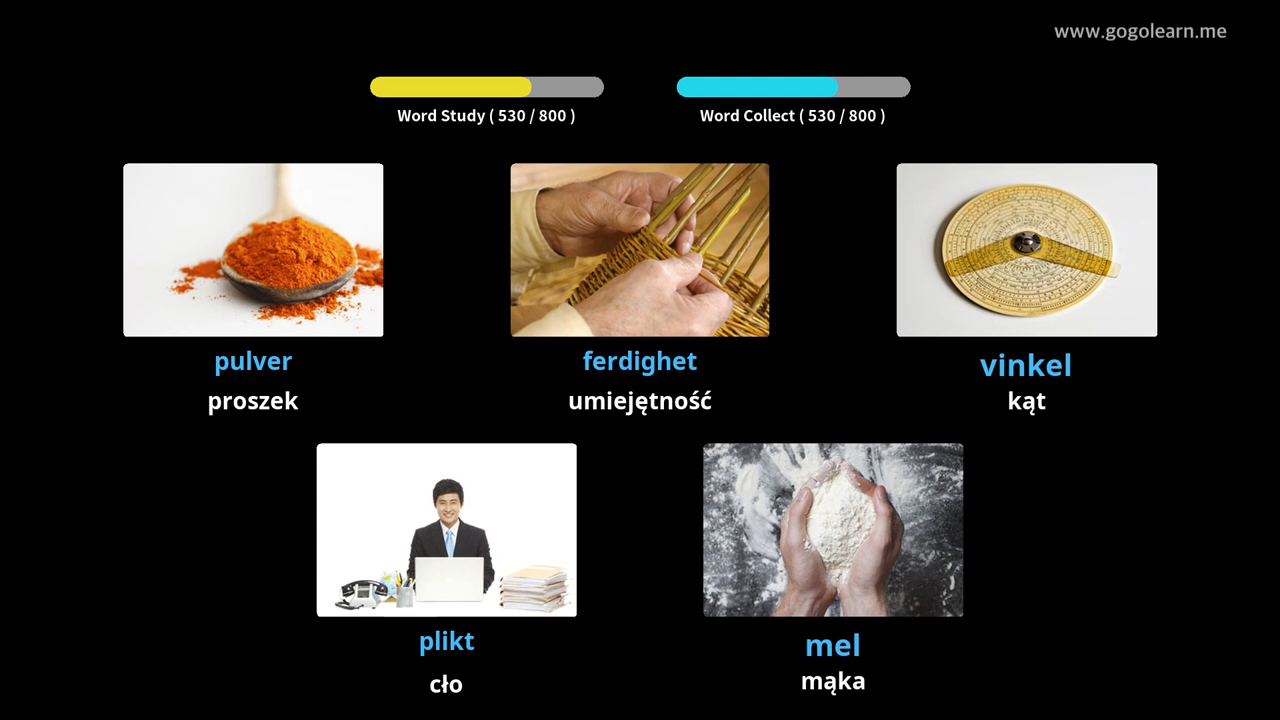 www.gogolearn.me
Word Study ( 530 / 800 )
Word Collect ( 530 / 800 )
pulver
proszek
ferdighet
umiejętność
vinkel
kąt
plikt
cło
mel
mąka